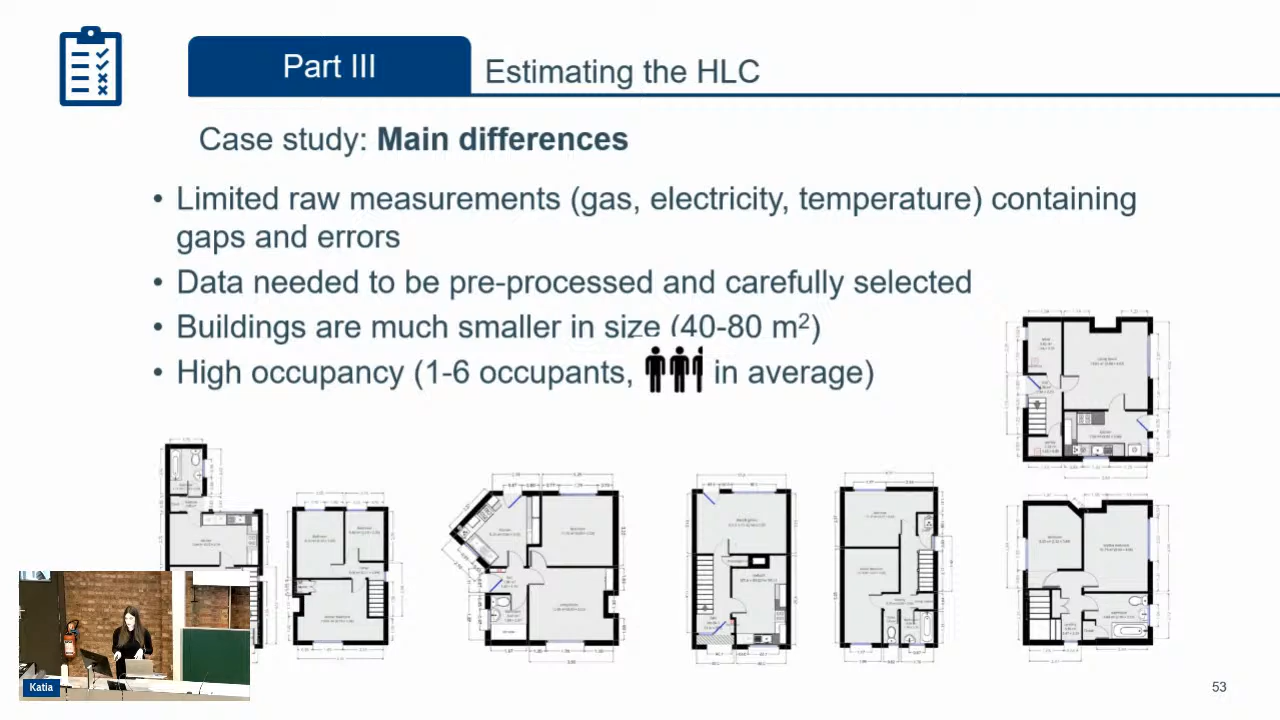 Part III
Estimating the HLC
Case study: Main differences
• Limited raw measurements (gas, electricity, temperature) containing
gaps and errors
• Data needed to be pre-processed and carefully selected
• Buildings are much smaller in size (40-80 m²)
• High occupancy (1-6 occupants, in average)
Katia
53